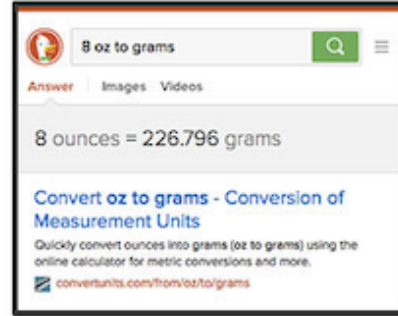 8 oz to grams
Answer Images Videos
8 ounces = 226.796 grams
Convert oz to grams - Conversion of
Measurement Units
Quickly convert ounces into grams (oz to grams) using the
online calculator for metric conversions and more.
convertunits.com/from/oz/to/grams